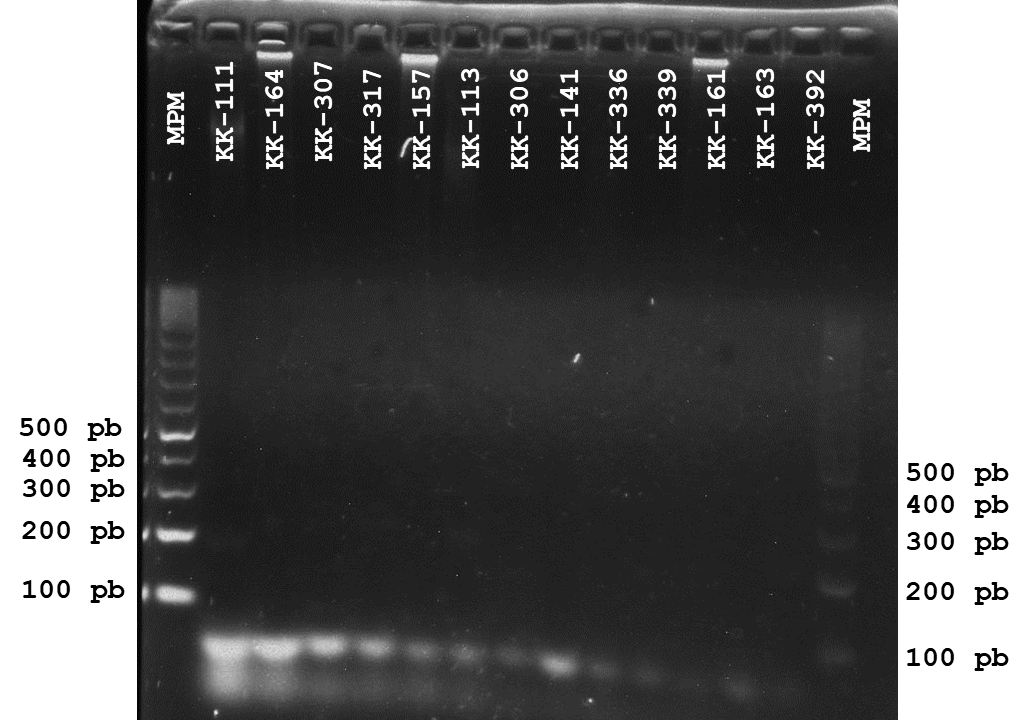 MPM
KK-111
KK-164
KK-307
KK-317
KK-157
KK-113
KK-306
KK-141
KK-336
KK-339
KK-161
KK-163
KK-392
MPM
500 pb
400 pb
300 pb
200 pb
100 pb
500 pb
400 pb
300 pb
200 pb
100 pb